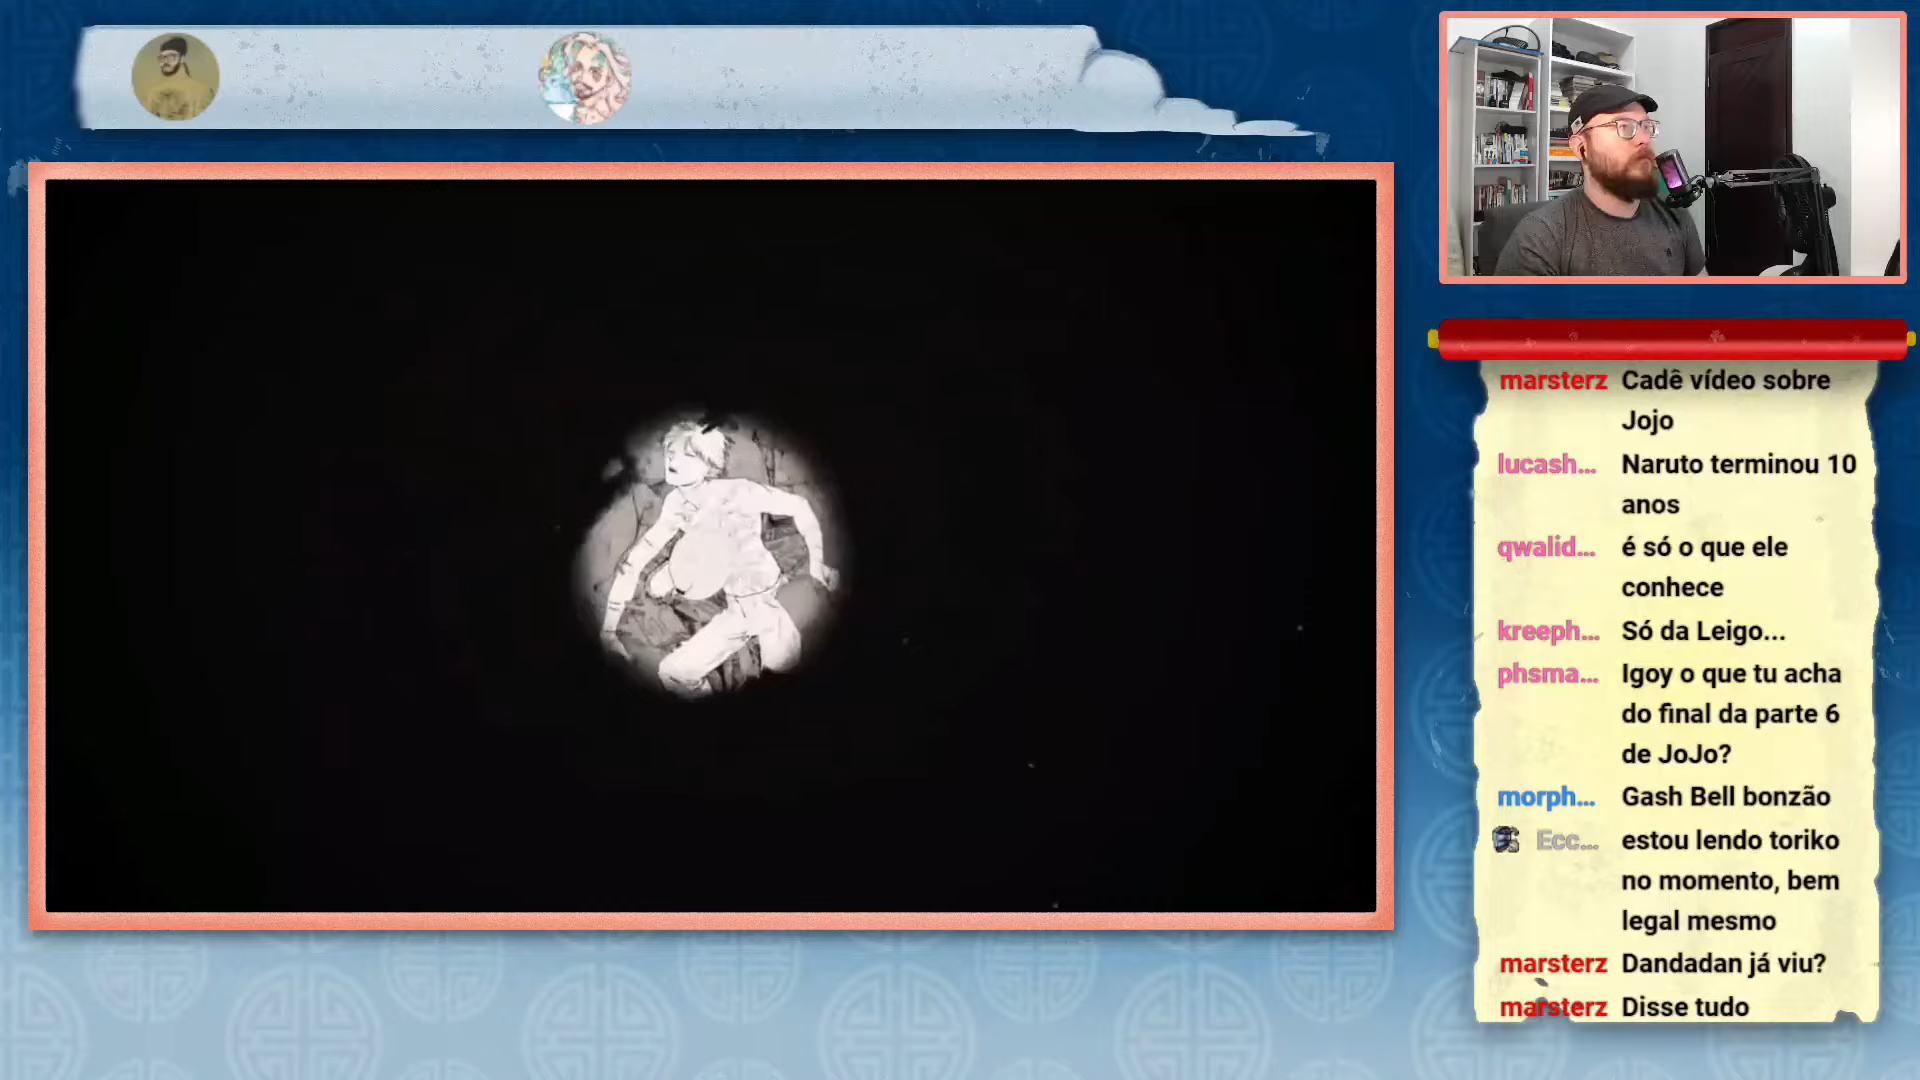 marsterz Cadê vídeo sobre
Jojo
lucash... Naruto terminou 10
anos
qwalid... é só o que ele
conhece
kreeph... Só da Leigo...
phsma... Igoy o que tu acha
do final da parte 6
de JoJo?
morph... Gash Bell bonzão
Ecc... estou lendo toriko
no momento, bem
legal mesmo
marsterz Dandadan já viu?
marsterz Disse tudo